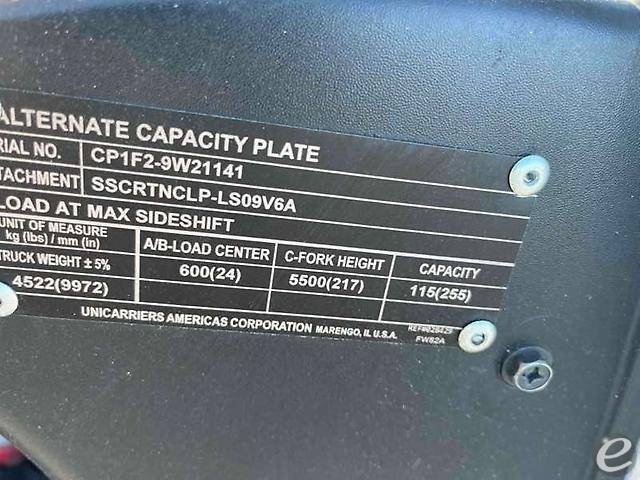 ALTERNATE CAPACITY PLATE
RIAL NO. CP1F2-9W21141
TACHMENT SSCRTNCLP-LS09V6A
LOAD AT MAX SIDESHIFT
UNIT OF MEASURE A/B-LOAD CENTER C-FORK HEIGHT CAPACITY
kg (lbs) / mm (in) 600(24) 5500(217) 115(255)
TRUCK WEIGHT ± 5%
4522(9972)
UNICARRIERS AMERICAS CORPORATION MARENGO, IL U.S.A.
FW82A
e